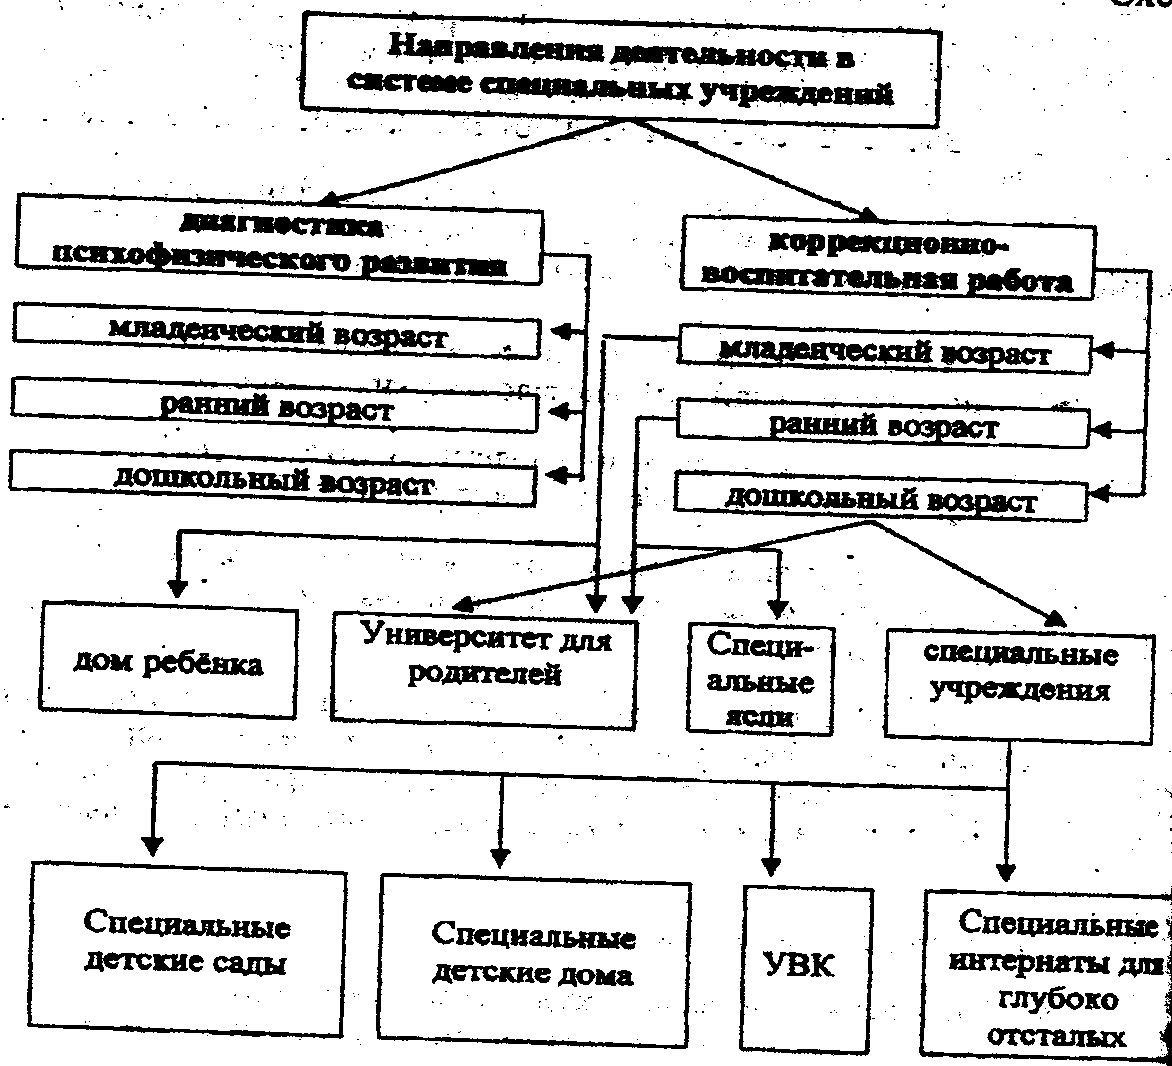 Направления деятельности в
системе специальных учреждений
диагностика
психофизического развития
коррекционно-
воспитательная работа
младенческий возраст
ранний возраст
дошкольный возраст
младенческий возраст
ранний возраст
дошкольный возраст
дом ребёнка
Университет для
родителей
Специ-
альные
ясли
специальные
учреждения
Специальные
детские сады
Специальные
детские дома
УВК
Специальные
интернаты для
глубоко
отсталых